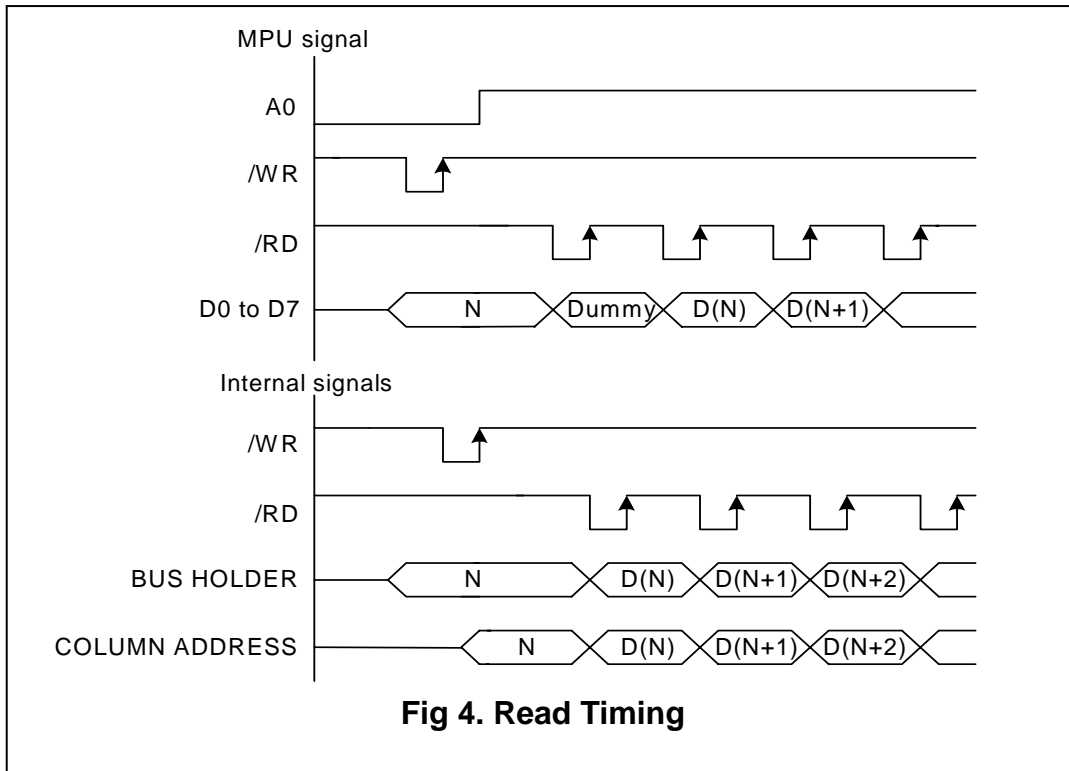 MPU signal
A0
/WR
/RD
D0 to D7
N
Dummy
D(N)
D(N+1)
Internal signals
/WR
/RD
BUS HOLDER
N
D(N)
D(N+1)
D(N+2)
COLUMN ADDRESS
N
D(N)
D(N+1)
D(N+2)
Fig 4. Read Timing